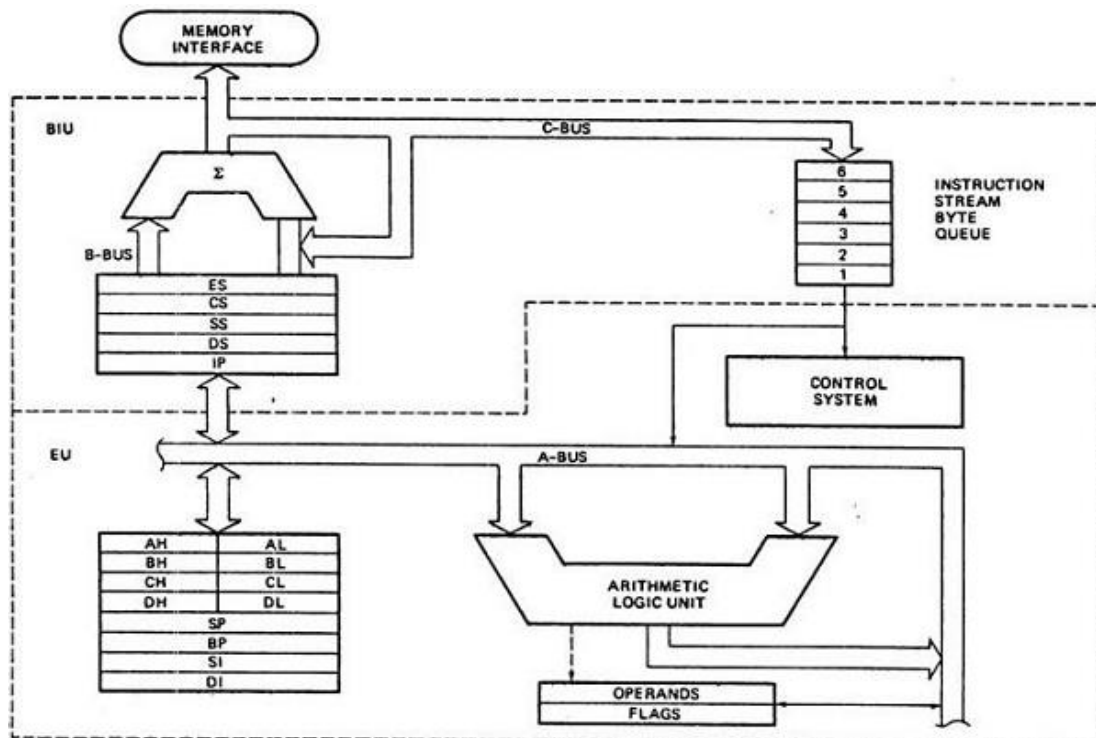 MEMORY
INTERFACE
BIU
C-BUS
Σ
6
5
4
3
2
1
INSTRUCTION
STREAM
BYTE
QUEUE
B-BUS
ES
CS
SS
DS
IP
CONTROL
SYSTEM
EU
A-BUS
AH AL
BH BL
CH CL
DH DL
SP
BP
SI
DI
ARITHMETIC
LOGIC UNIT
OPERANDS
FLAGS